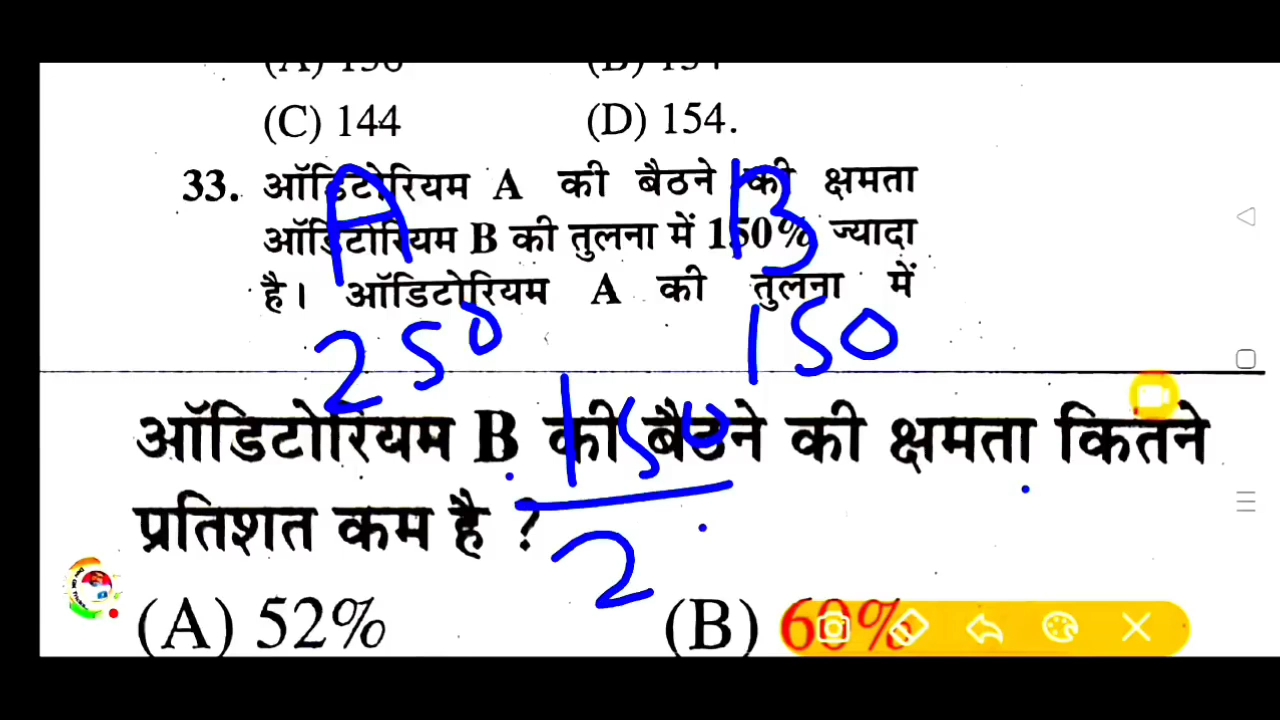 (C) 144 (D) 154.
33. ऑडिटोरियम A की बैठने की क्षमता
ऑडिटोरियम B की तुलना में 150% ज्यादा
है। ऑडिटोरियम A की तुलना में
A B
250 150
ऑडिटोरियम B की बैठने की क्षमता कितने
प्रतिशत कम है ?
150
2
(A) 52% (B) 60%